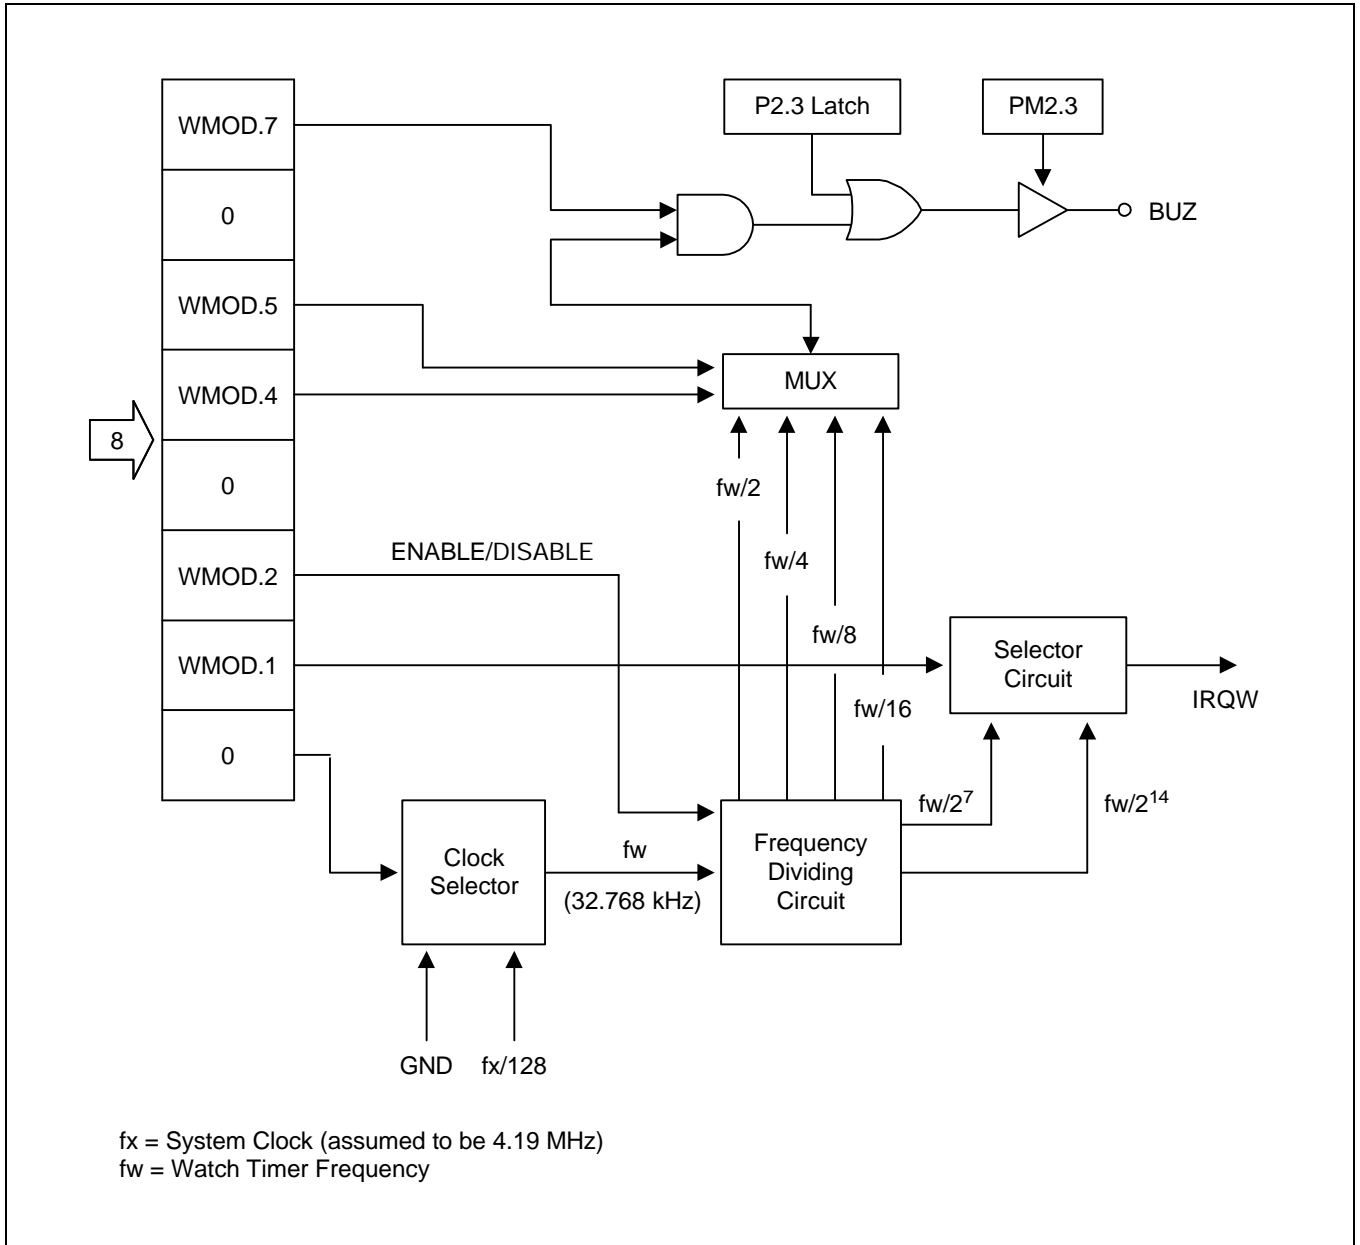 WMOD.7
0
WMOD.5
WMOD.4
0
WMOD.2
WMOD.1
0
8
P2.3 Latch
PM2.3
BUZ
MUX
fw/2
fw/4
fw/8
fw/16
ENABLE/DISABLE
Selector
Circuit
IRQW
Clock
Selector
fw
(32.768 kHz)
Frequency
Dividing
Circuit
fw/2⁷
fw/2¹⁴
GND
fx/128
fx = System Clock (assumed to be 4.19 MHz)
fw = Watch Timer Frequency